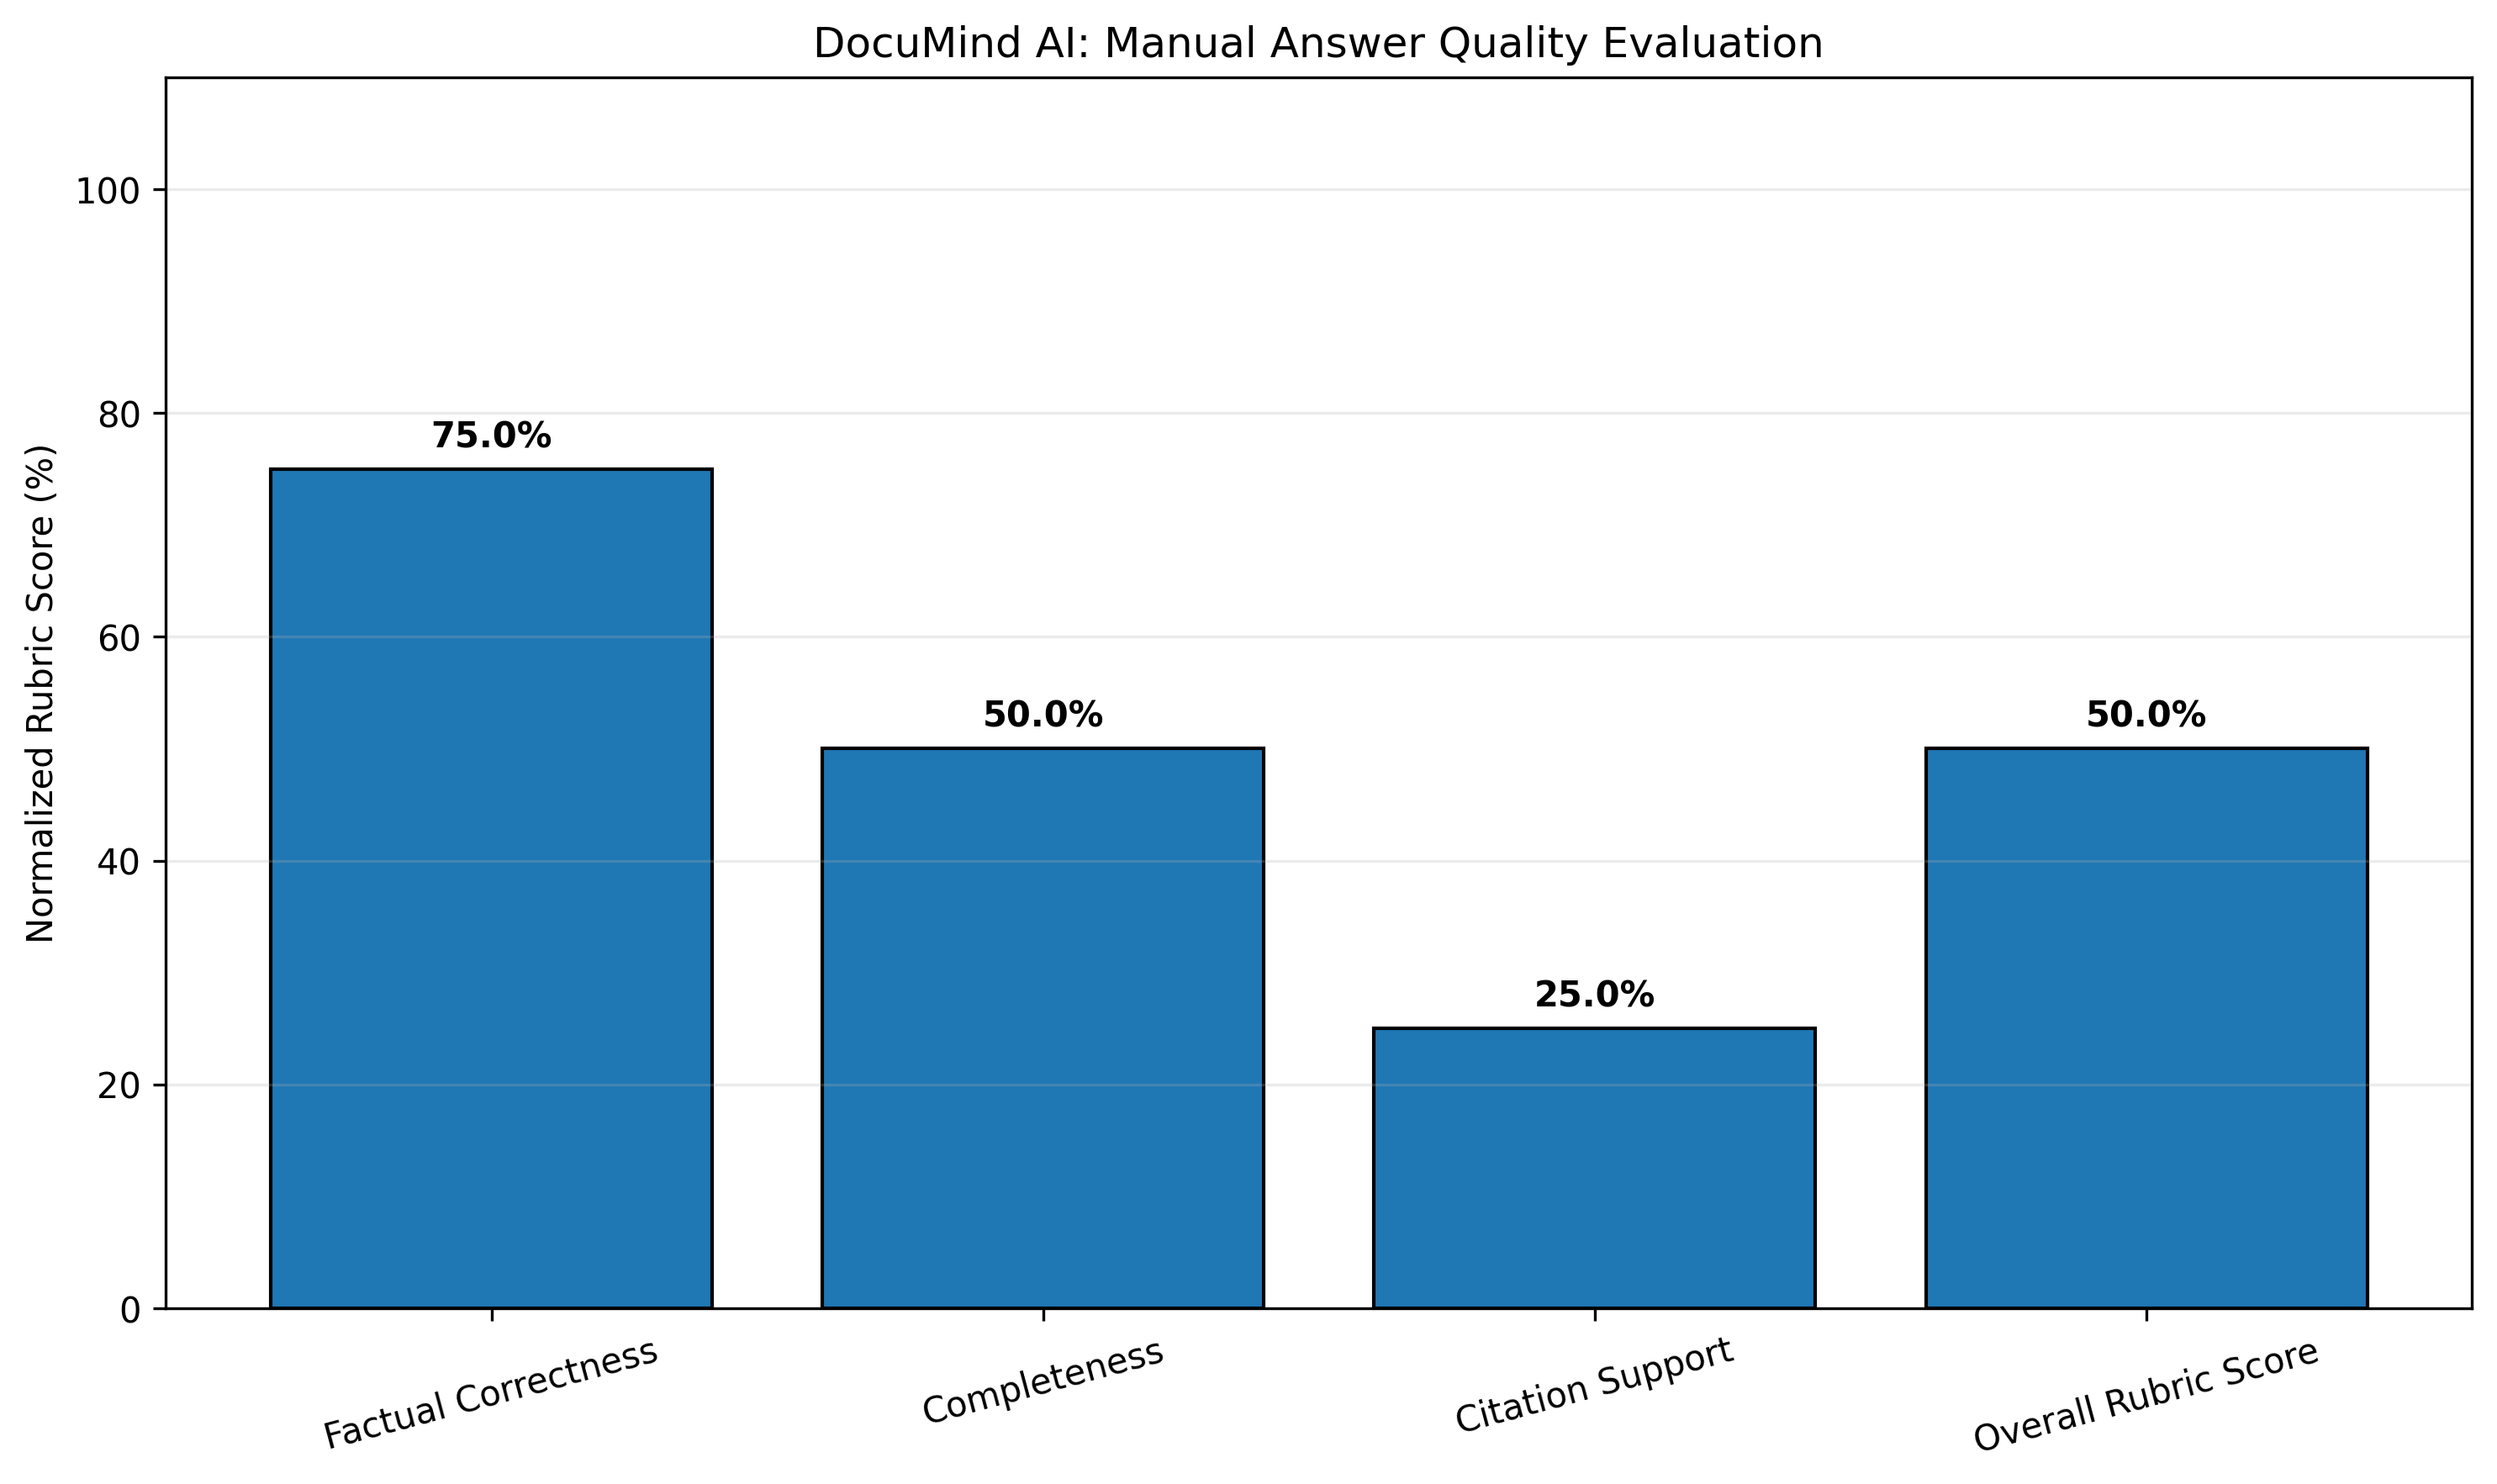 DocuMind AI: Manual Answer Quality Evaluation
Normalized Rubric Score (%)
100
80
60
40
20
0
75.0%
50.0%
25.0%
50.0%
Factual Correctness
Completeness
Citation Support
Overall Rubric Score